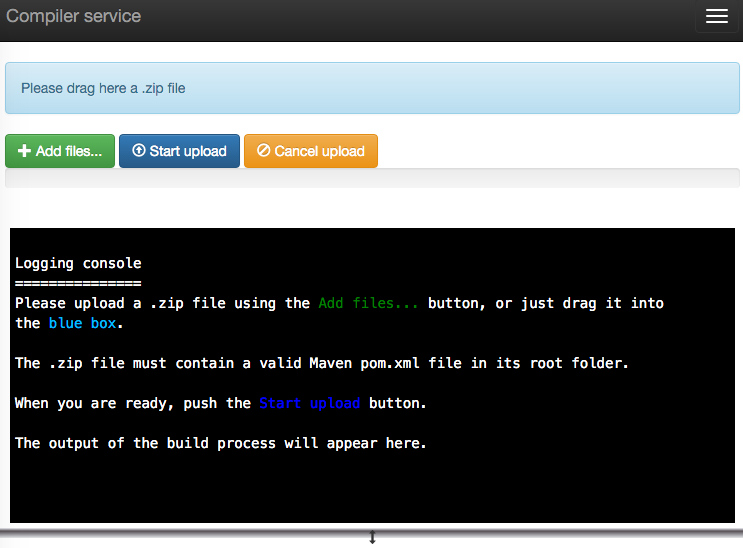 Compiler service
Please drag here a .zip file
Add files... Start upload Cancel upload
Logging console
===============
Please upload a .zip file using the Add files... button, or just drag it into
the blue box.
The .zip file must contain a valid Maven pom.xml file in its root folder.
When you are ready, push the Start upload button.
The output of the build process will appear here.